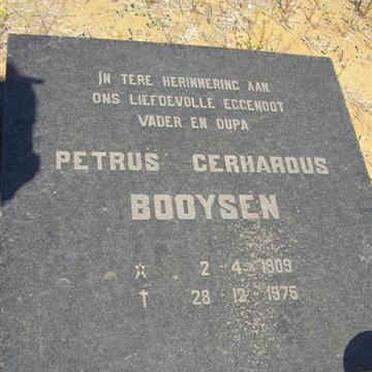 IN TERE HERINNERING AAN
ONS LIEFDEVOLLE EGGENOOT
VADER EN OUPA
PETRUS GERHARDUS
BOOYSEN
2 - 4 - 1909
† 28 - 12 - 1975